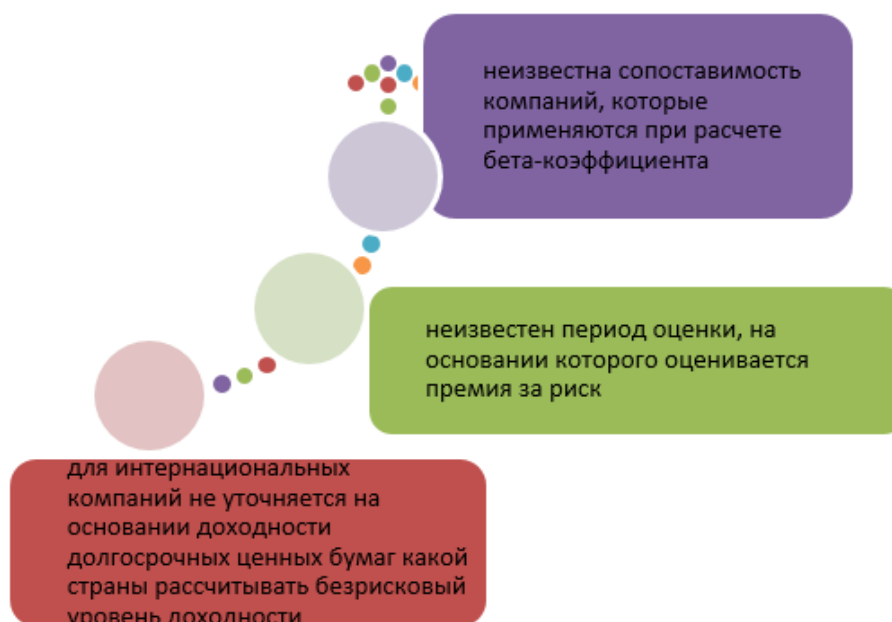 неизвестна сопоставимость
компаний, которые
применяются при расчете
бета-коэффициента
неизвестен период оценки, на
основании которого оценивается
премия за риск
для интернациональных
компаний не уточняется на
основании доходности
долгосрочных ценных бумаг какой
страны рассчитывать безрисковый
уровень доходности